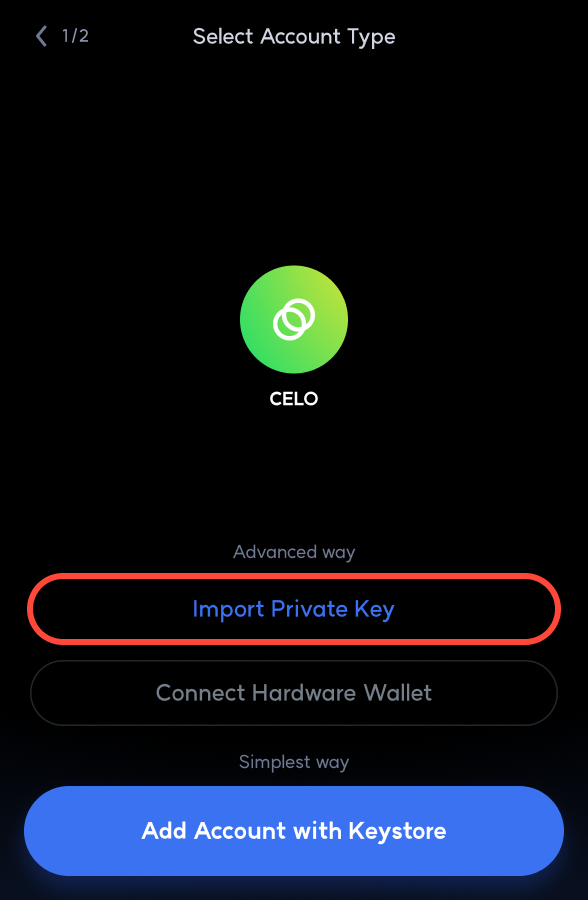 1/2
Select Account Type
CELO
Advanced way
Import Private Key
Connect Hardware Wallet
Simplest way
Add Account with Keystore